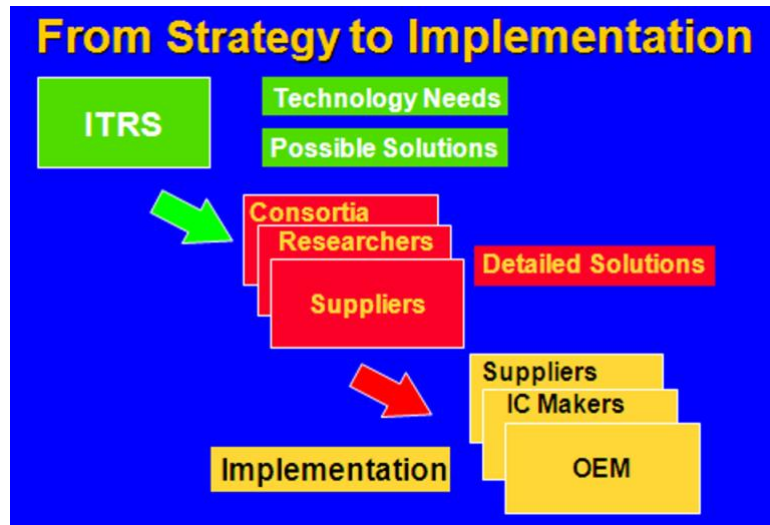 From Strategy to Implementation
ITRS
Technology Needs
Possible Solutions
Consortia
Researchers
Suppliers
Detailed Solutions
Suppliers
IC Makers
OEM
Implementation